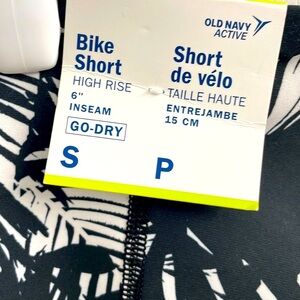 OLD NAVY
ACTIVE
Bike
Short
HIGH RISE
6"
INSEAM
GO-DRY
S
Short
de vélo
TAILLE HAUTE
ENTREJAMBE
15 CM
P